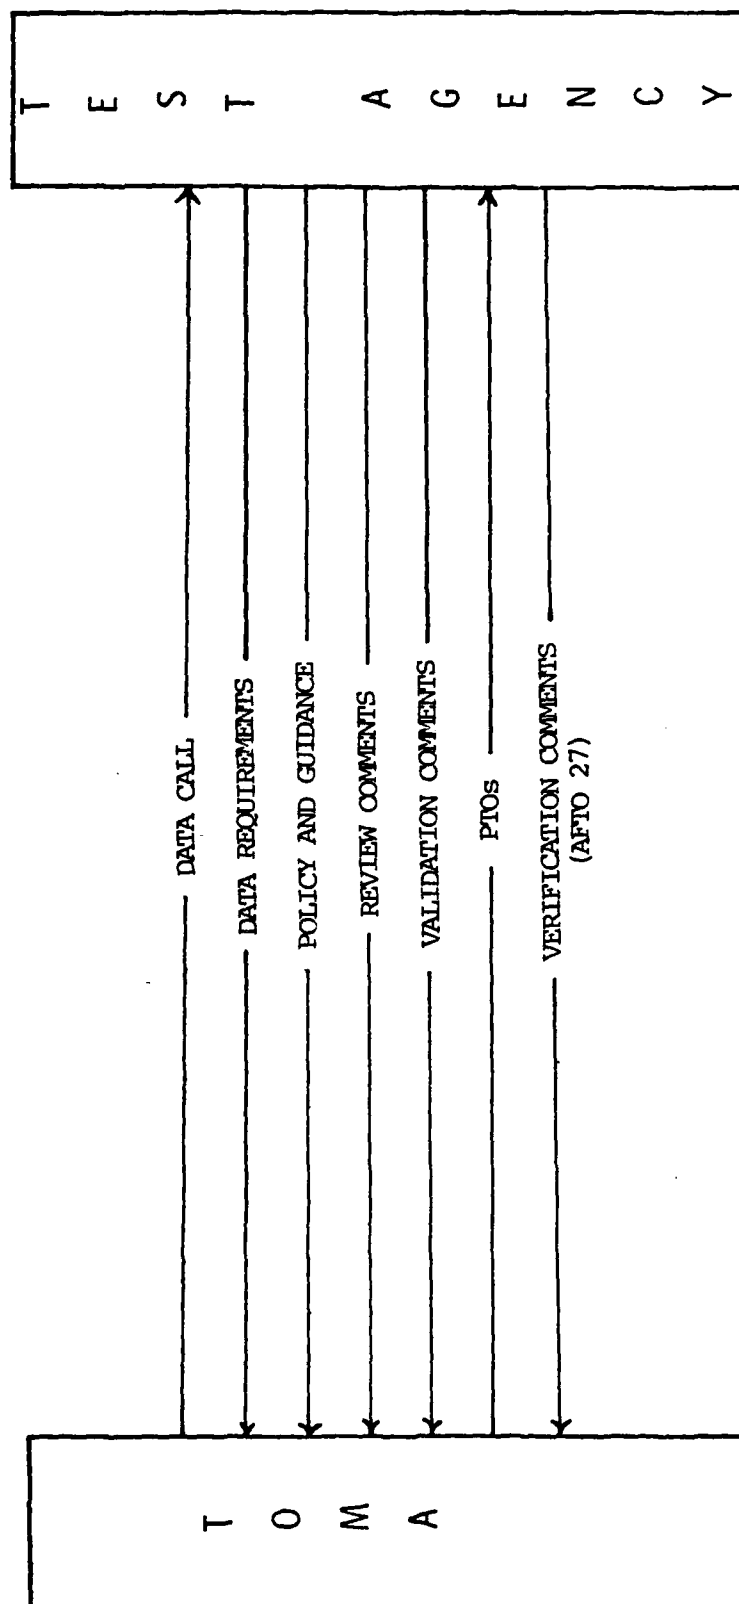 TOMA
DATA CALL
DATA REQUIREMENTS
POLICY AND GUIDANCE
REVIEW COMMENTS
VALIDATION COMMENTS
PTOs
VERIFICATION COMMENTS
(AFTO 27)
TEST AGENCY